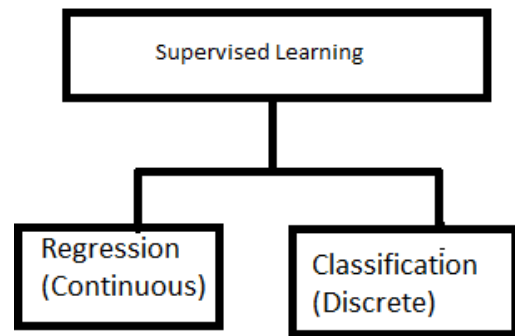 Supervised Learning
Regression
(Continuous)
Classification
(Discrete)